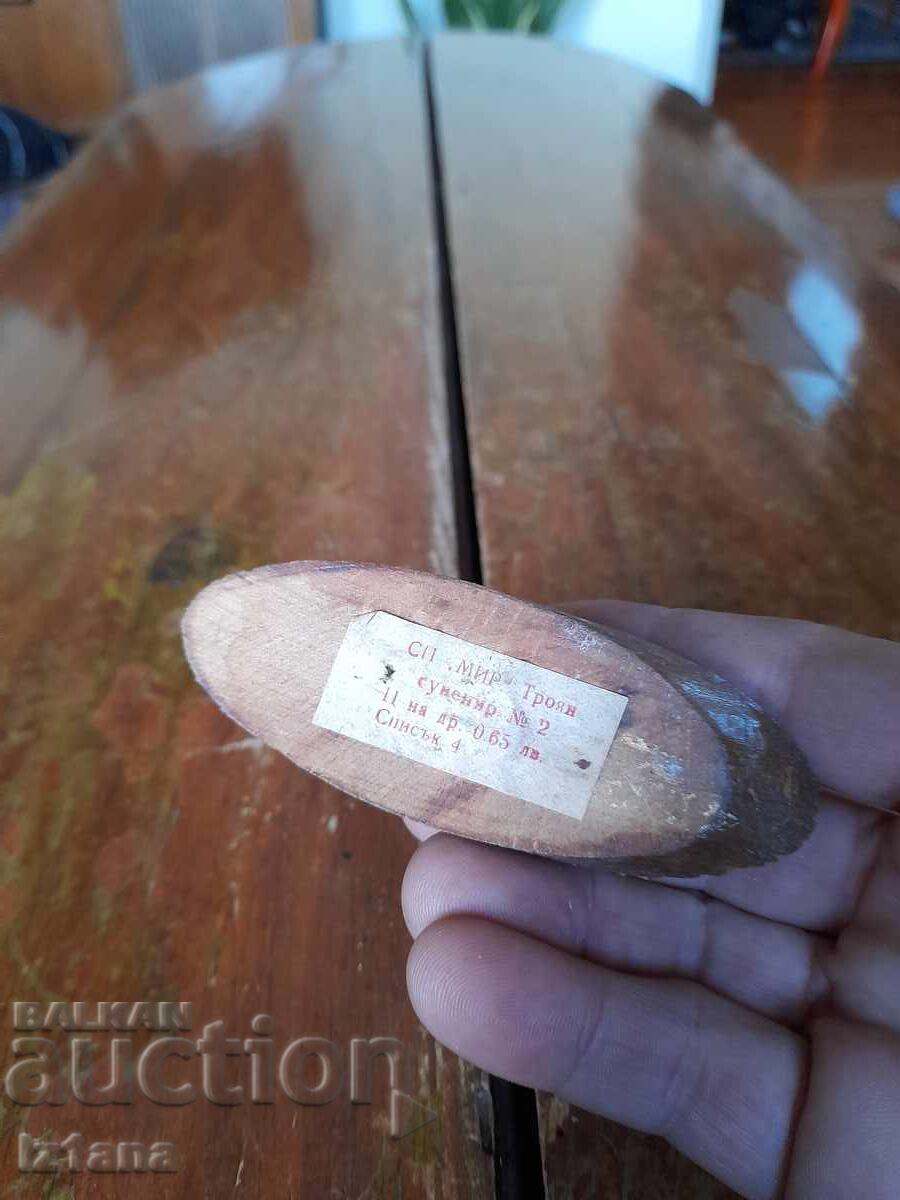 СП „МИР“ Троян
сувенир № 2
Ц на др. 0.65 лв.
Списък 4
BALKAN
auction
Iz1ana